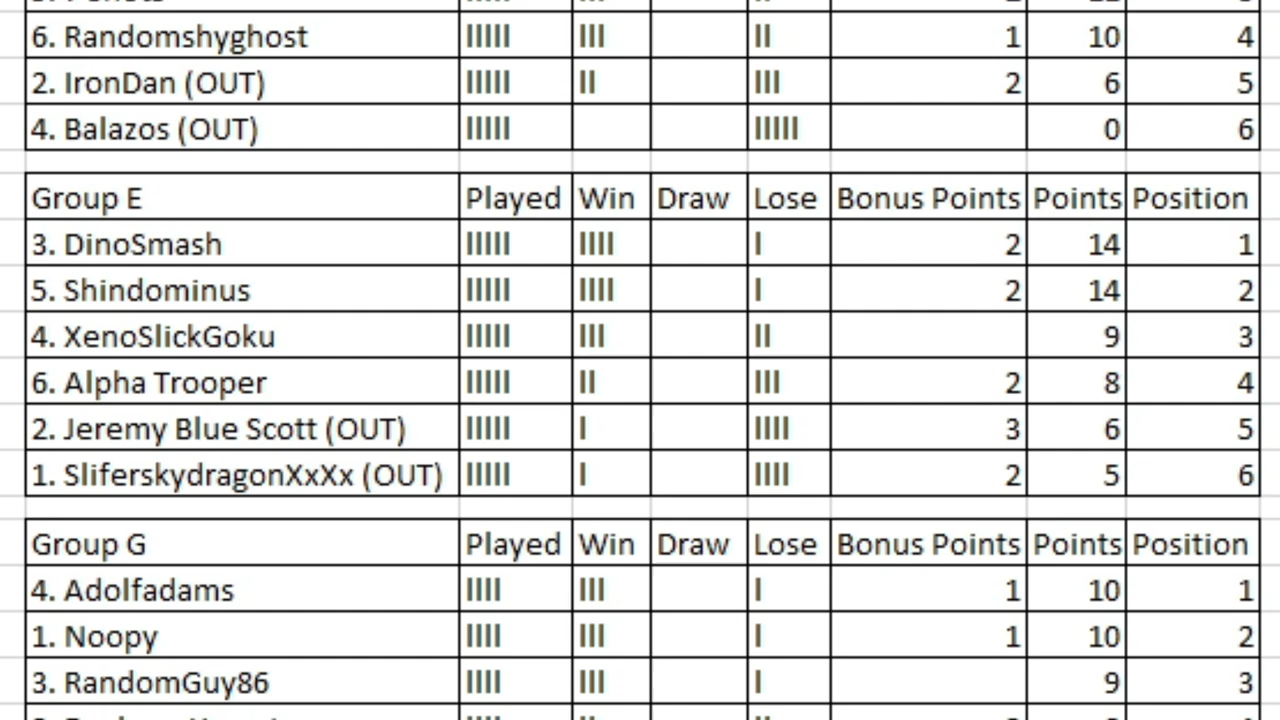 6. Randomshyghost IIIII III II 1 10 4
2. IronDan (OUT) IIIII II III 2 6 5
4. Balazos (OUT) IIIII IIIII 0 6
Group E Played Win Draw Lose Bonus Points Points Position
3. DinoSmash IIIII IIII I 2 14 1
5. Shindominus IIIII IIII I 2 14 2
4. XenoSlickGoku IIIII III II 9 3
6. Alpha Trooper IIIII II III 2 8 4
2. Jeremy Blue Scott (OUT) IIIII I IIII 3 6 5
1. SliferskydragonXxXx (OUT) IIIII I IIII 2 5 6
Group G Played Win Draw Lose Bonus Points Points Position
4. Adolfadams IIII III I 1 10 1
1. Noopy IIII III I 1 10 2
3. RandomGuy86 IIII III I 9 3